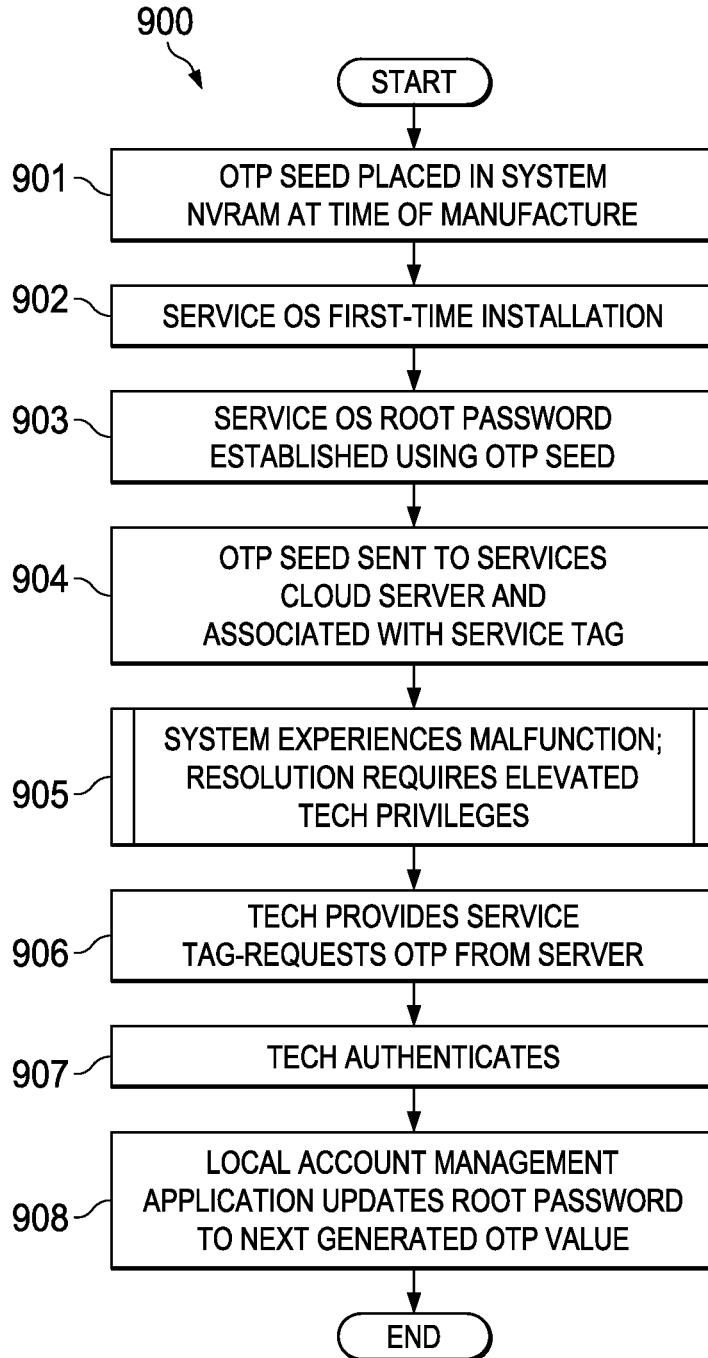 900
START
901
OTP SEED PLACED IN SYSTEM
NVRAM AT TIME OF MANUFACTURE
902
SERVICE OS FIRST-TIME INSTALLATION
903
SERVICE OS ROOT PASSWORD
ESTABLISHED USING OTP SEED
904
OTP SEED SENT TO SERVICES
CLOUD SERVER AND
ASSOCIATED WITH SERVICE TAG
905
SYSTEM EXPERIENCES MALFUNCTION;
RESOLUTION REQUIRES ELEVATED
TECH PRIVILEGES
906
TECH PROVIDES SERVICE
TAG-REQUESTS OTP FROM SERVER
907
TECH AUTHENTICATES
908
LOCAL ACCOUNT MANAGEMENT
APPLICATION UPDATES ROOT PASSWORD
TO NEXT GENERATED OTP VALUE
END